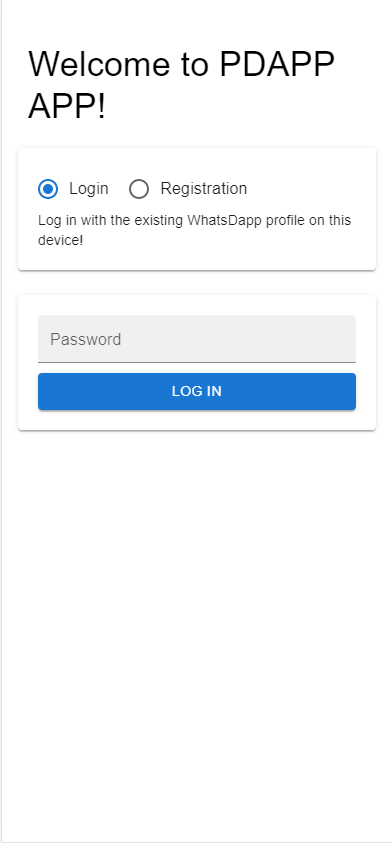 Welcome to PDAPP
APP!
Login
Registration
Log in with the existing WhatsDapp profile on this
device!
Password
LOG IN